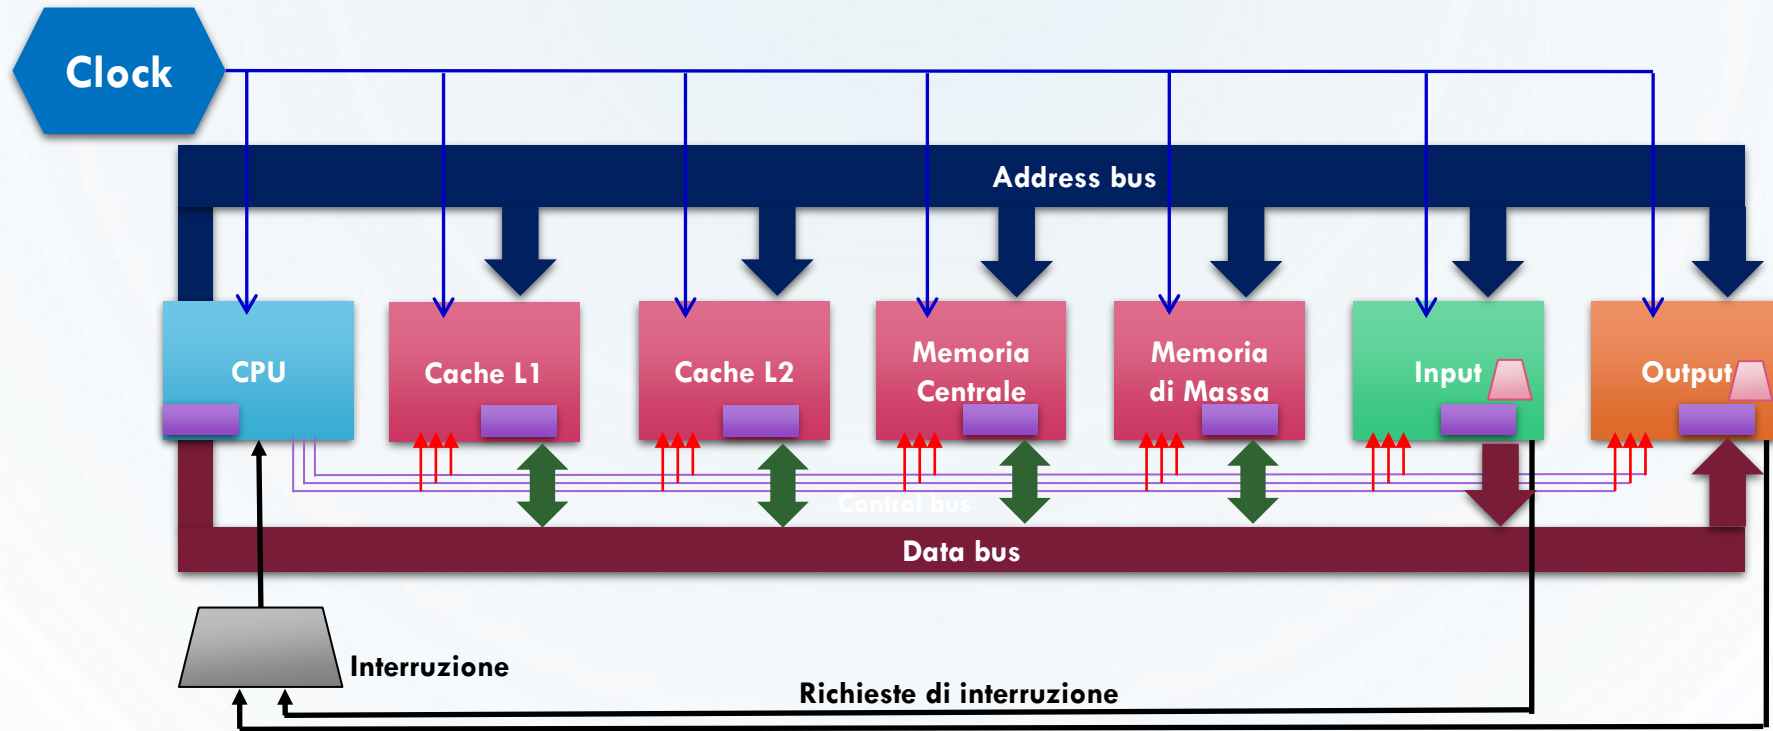 Clock
Address bus
CPU
Cache L1
Cache L2
Memoria
Centrale
Memoria
di Massa
Input
Output
Control bus
Data bus
Interruzione
Richieste di interruzione